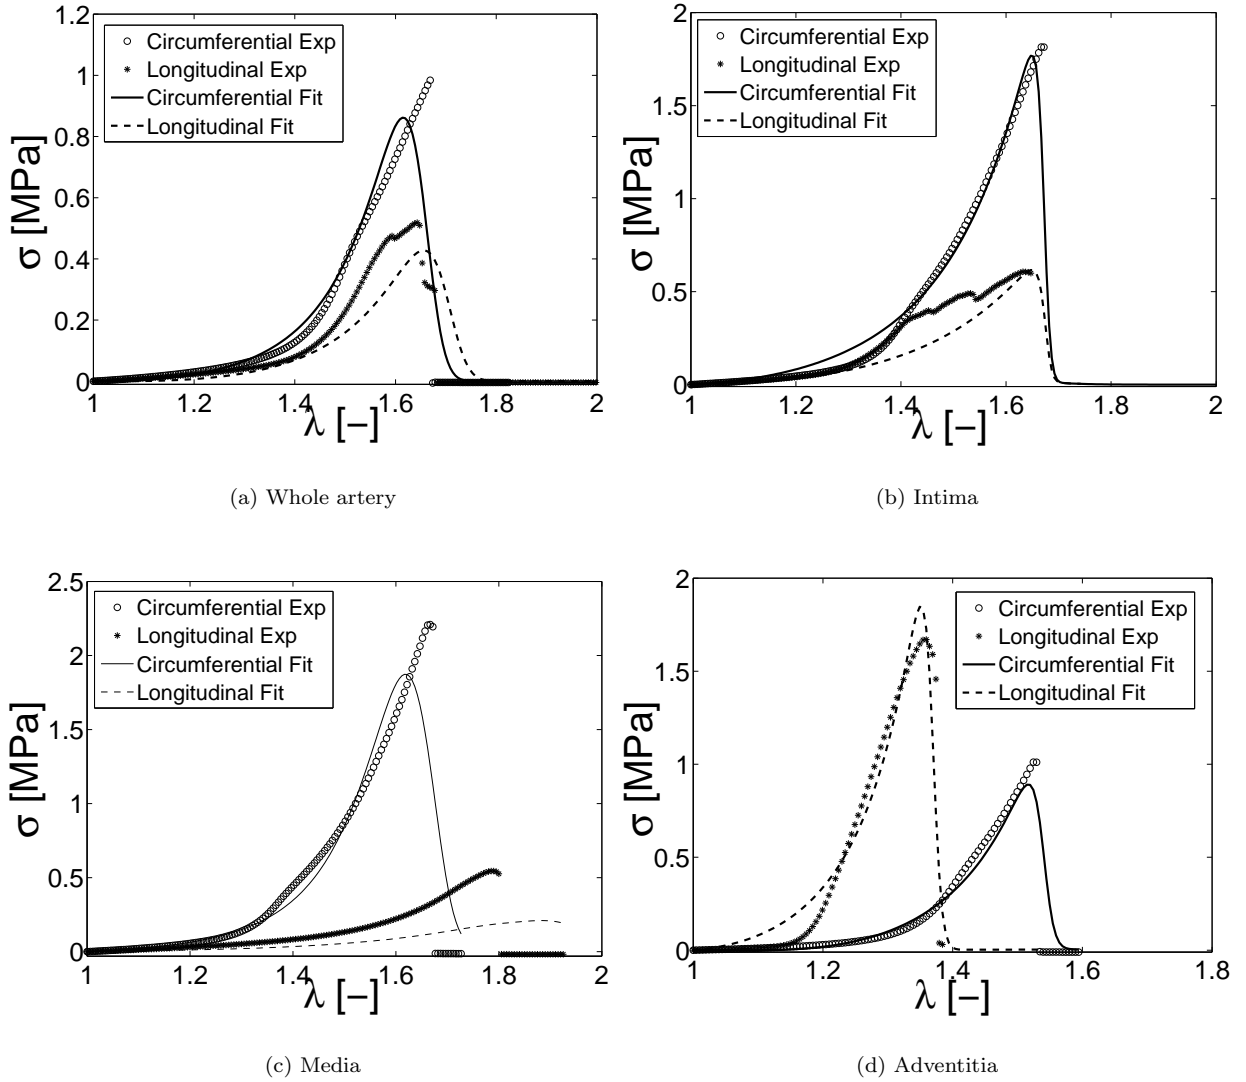 1.2
1
0.8
0.6
0.4
0.2
0
σ [MPa]
Circumferential Exp
Longitudinal Exp
Circumferential Fit
Longitudinal Fit
1 1.2 1.4 1.6 1.8 2
λ [−]
(a) Whole artery
2
1.5
1
0.5
0
σ [MPa]
Circumferential Exp
Longitudinal Exp
Circumferential Fit
Longitudinal Fit
1 1.2 1.4 1.6 1.8 2
λ [−]
(b) Intima
2.5
2
1.5
1
0.5
0
σ [MPa]
Circumferential Exp
Longitudinal Exp
Circumferential Fit
Longitudinal Fit
1 1.2 1.4 1.6 1.8 2
λ [−]
(c) Media
2
1.5
1
0.5
0
σ [MPa]
Circumferential Exp
Longitudinal Exp
Circumferential Fit
Longitudinal Fit
1 1.2 1.4 1.6 1.8
λ [−]
(d) Adventitia